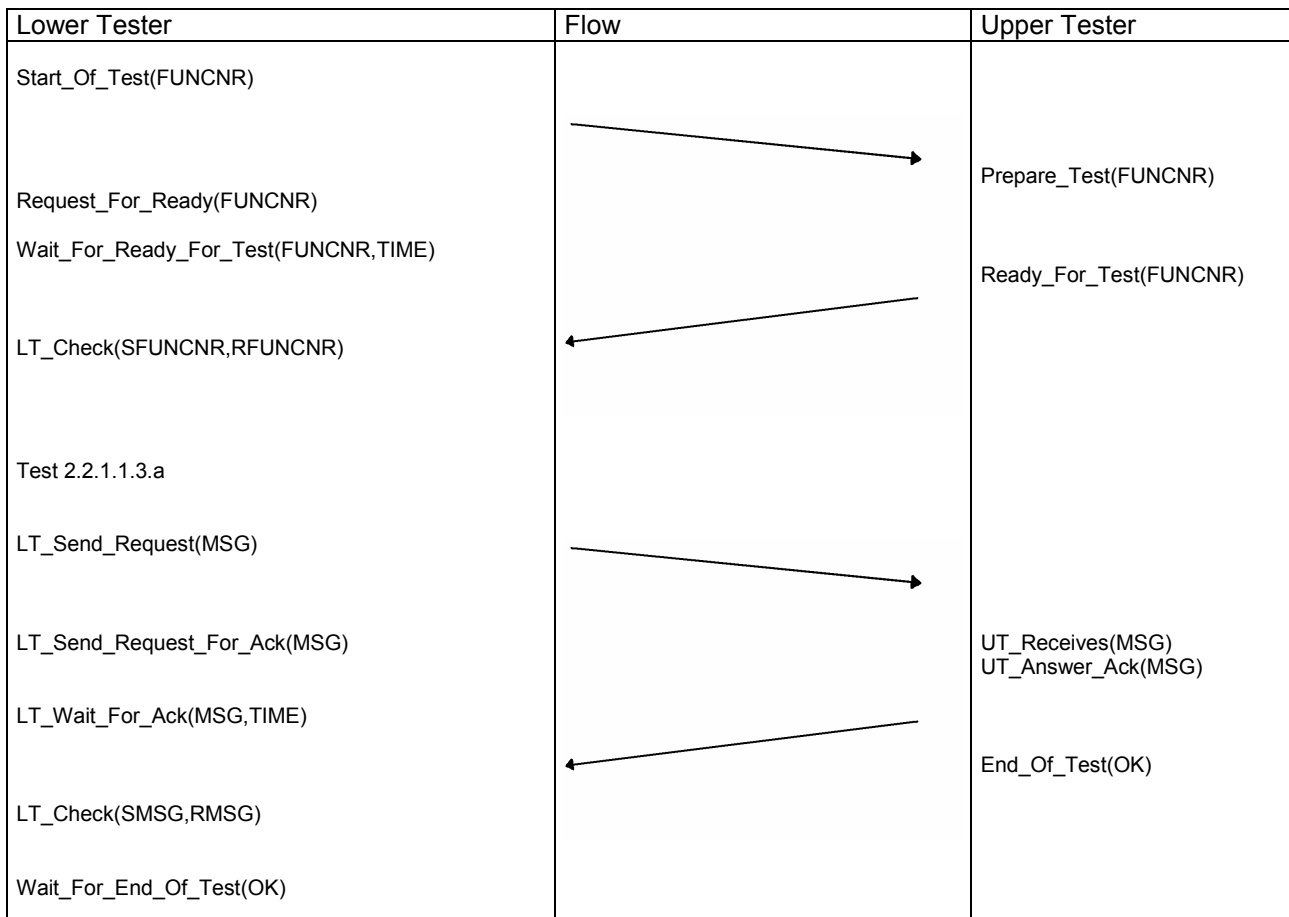 Lower Tester
Flow
Upper Tester
Start_Of_Test(FUNCNR)
Prepare_Test(FUNCNR)
Request_For_Ready(FUNCNR)
Wait_For_Ready_For_Test(FUNCNR,TIME)
Ready_For_Test(FUNCNR)
LT_Check(SFUNCNR,RFUNCNR)
Test 2.2.1.1.3.a
LT_Send_Request(MSG)
LT_Send_Request_For_Ack(MSG)
UT_Receives(MSG)
UT_Answer_Ack(MSG)
LT_Wait_For_Ack(MSG,TIME)
End_Of_Test(OK)
LT_Check(SMSG,RMSG)
Wait_For_End_Of_Test(OK)